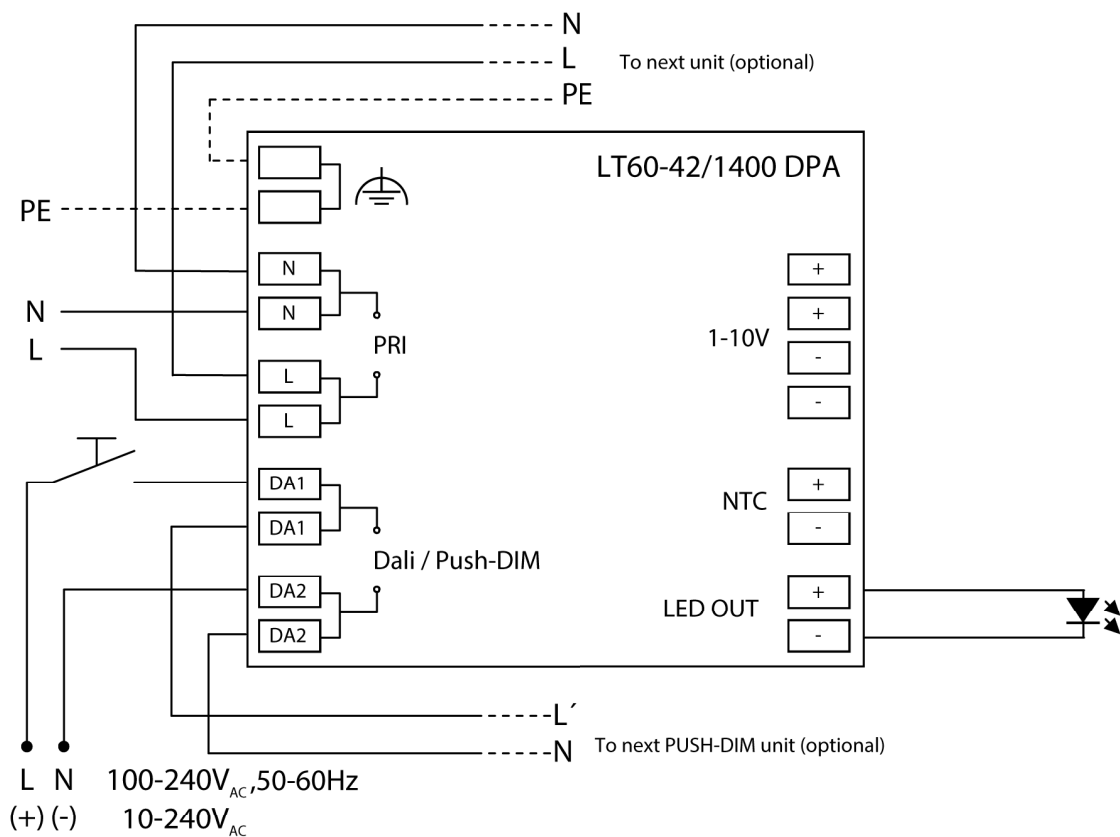 N
L To next unit (optional)
PE
LT60-42/1400 DPA
PE
N
N
N
L
PRI
L
L
DA1
DA1
Dali / Push-DIM
DA2
DA2
+
+
1-10V
-
-
+
NTC
-
+
LED OUT
-
L´
N To next PUSH-DIM unit (optional)
L N 100-240VAC,50-60Hz
(+) (-) 10-240VAC